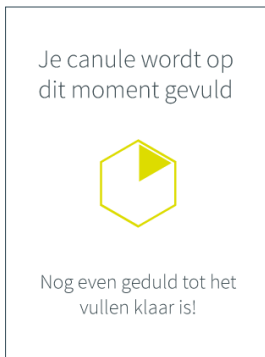 Je canule wordt op
dit moment gevuld
Nog even geduld tot het
vullen klaar is!